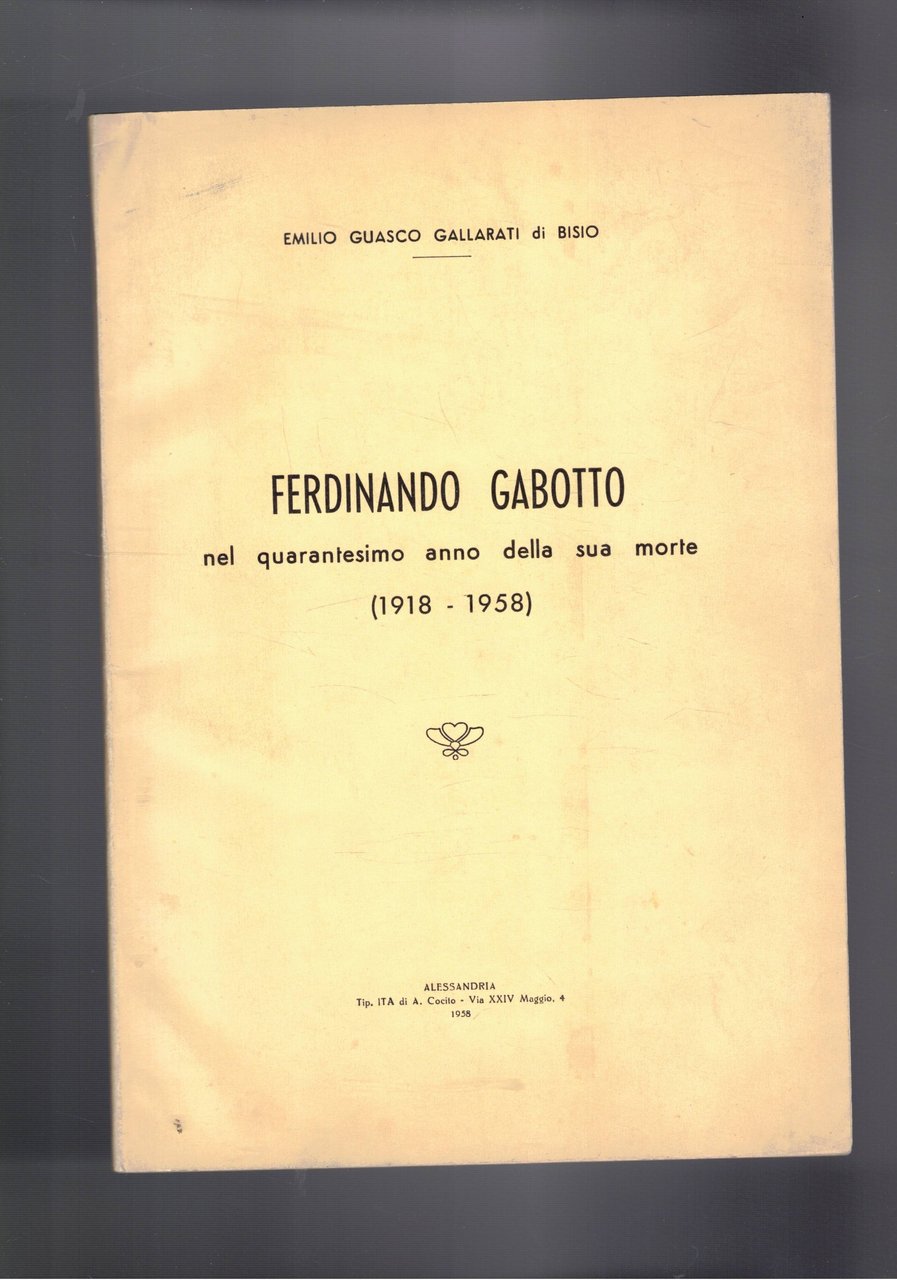 EMILIO GUASCO GALLARATI di BISIO
FERDINANDO GABOTTO
nel quarantesimo anno della sua morte
(1918 - 1958)
ALESSANDRIA
Tip. ITA di A. Cocito - Via XXIV Maggio, 4
1958